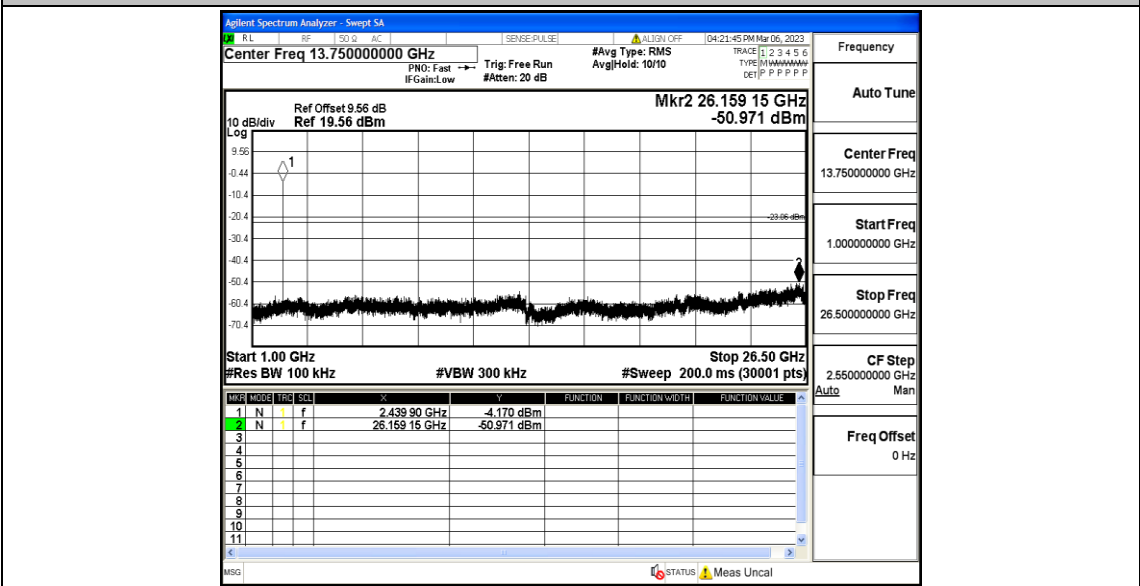 Agilent Spectrum Analyzer - Swept SA
RL RF 50 Ω AC SENSE:PULSE ALIGN OFF 04:21:45 PM Mar 06, 2023
Center Freq 13.750000000 GHz
PNO: Fast
IFGain:Low
Trig: Free Run
#Atten: 20 dB
#Avg Type: RMS
Avg|Hold: 10/10
TRACE 1 2 3 4 5 6
TYPE M WWWWW
DET P P P P P P
Frequency
Auto Tune
Center Freq
13.750000000 GHz
Start Freq
1.000000000 GHz
Stop Freq
26.500000000 GHz
CF Step
2.550000000 GHz
Auto Man
Freq Offset
0 Hz
Ref Offset 9.56 dB
10 dB/div Ref 19.56 dBm
Log
Mkr2 26.159 15 GHz
-50.971 dBm
9.56
-0.44
-10.4
-20.4
-30.4
-40.4
-50.4
-60.4
-70.4
1
-23.06 dBm
2
Start 1.00 GHz Stop 26.50 GHz
#Res BW 100 kHz #VBW 300 kHz #Sweep 200.0 ms (30001 pts)
MKR MODE TRC SCL X Y FUNCTION FUNCTION WIDTH FUNCTION VALUE
1 N 1 f 2.439 90 GHz -4.170 dBm
2 N 1 f 26.159 15 GHz -50.971 dBm
3
4
5
6
7
8
9
10
11
MSG STATUS Meas Uncal